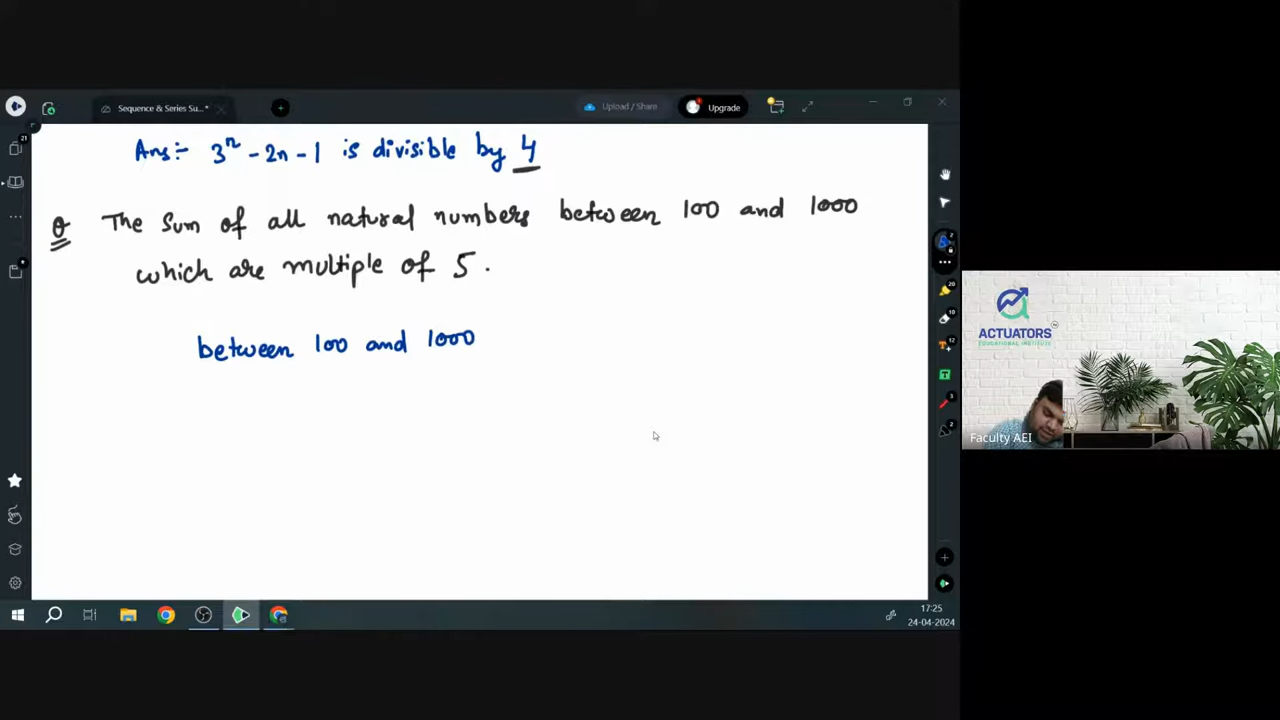 Sequence & Series Su... *
Upload / Share
Upgrade
Ans:- 3ⁿ - 2n - 1 is divisible by 4
Q The sum of all natural numbers between 100 and 1000
which are multiple of 5.
between 100 and 1000
ACTUATORS
EDUCATIONAL INSTITUTE
Faculty AEI
17:25
24-04-2024